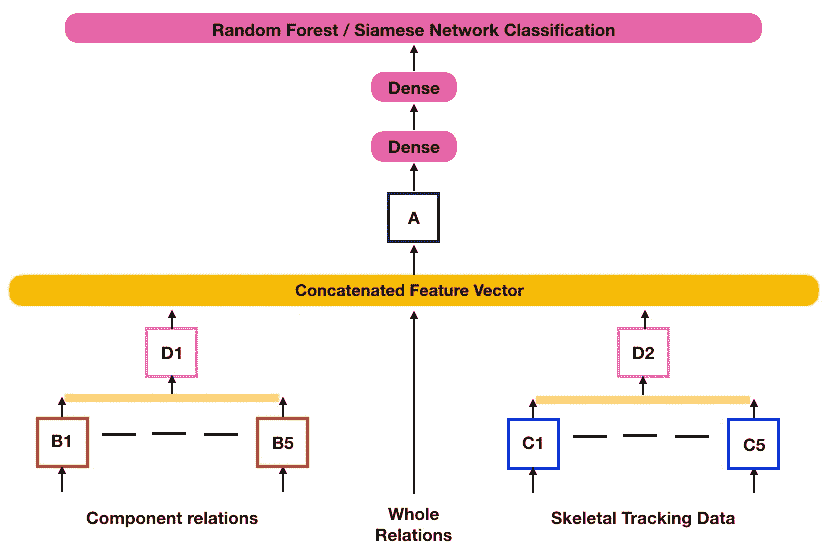 Random Forest / Siamese Network Classification
Dense
Dense
A
Concatenated Feature Vector
D1
D2
B1
B5
C1
C5
Component relations
Whole
Relations
Skeletal Tracking Data